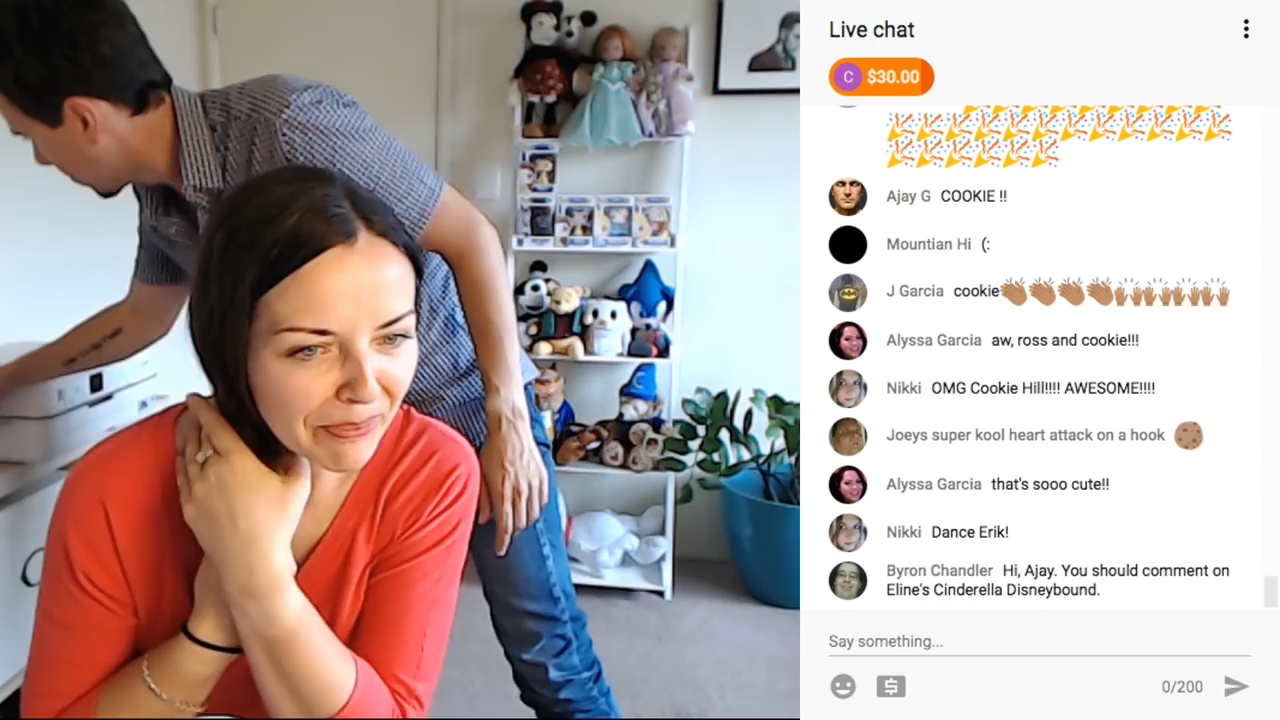 Live chat
C $30.00
Ajay G COOKIE !!
Mountian Hi (:
J Garcia cookie
Alyssa Garcia aw, ross and cookie!!!
Nikki OMG Cookie Hill!!!! AWESOME!!!!
Joeys super kool heart attack on a hook
Alyssa Garcia that's sooo cute!!
Nikki Dance Erik!
Byron Chandler Hi, Ajay. You should comment on
Eline's Cinderella Disneybound.
Say something...
0/200